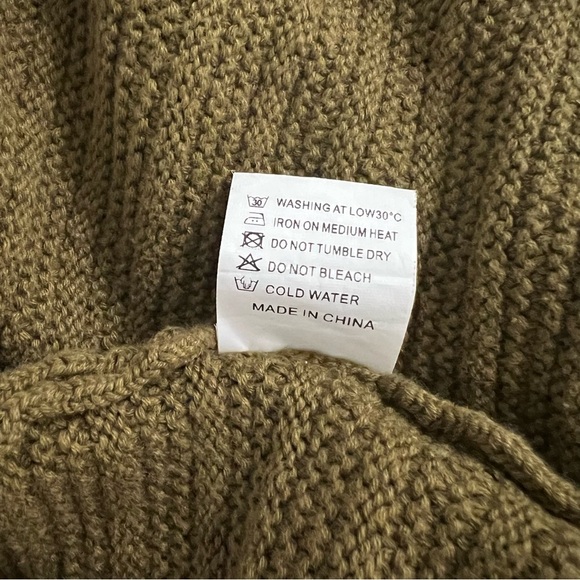 30 WASHING AT LOW30°C
IRON ON MEDIUM HEAT
DO NOT TUMBLE DRY
DO NOT BLEACH
COLD WATER
MADE IN CHINA